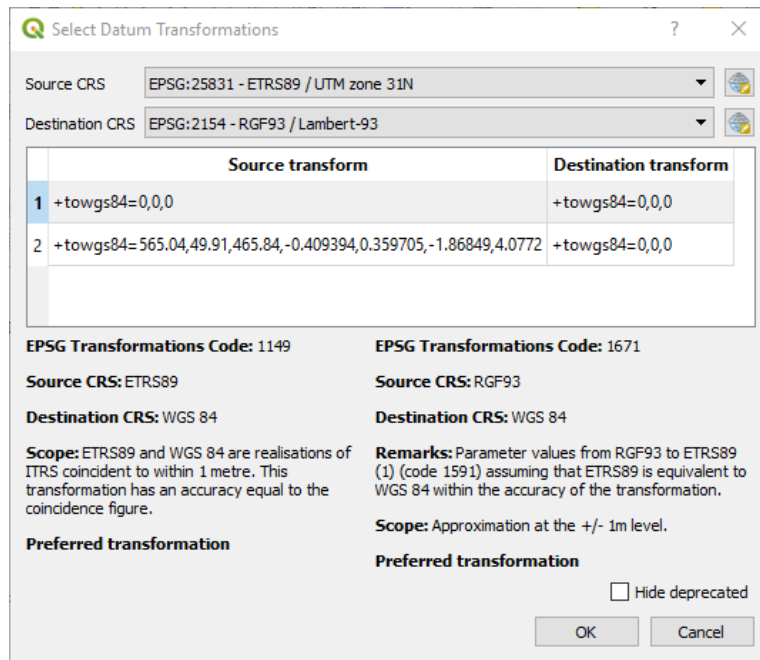 Select Datum Transformations
?
Source CRS EPSG:25831 - ETRS89 / UTM zone 31N
Destination CRS EPSG:2154 - RGF93 / Lambert-93
Source transform Destination transform
1 +towgs84=0,0,0 +towgs84=0,0,0
2 +towgs84=565.04,49.91,465.84,-0.409394,0.359705,-1.86849,4.0772 +towgs84=0,0,0
EPSG Transformations Code: 1149
Source CRS: ETRS89
Destination CRS: WGS 84
Scope: ETRS89 and WGS 84 are realisations of
ITRS coincident to within 1 metre. This
transformation has an accuracy equal to the
coincidence figure.
Preferred transformation
EPSG Transformations Code: 1671
Source CRS: RGF93
Destination CRS: WGS 84
Remarks: Parameter values from RGF93 to ETRS89
(1) (code 1591) assuming that ETRS89 is equivalent to
WGS 84 within the accuracy of the transformation.
Scope: Approximation at the +/- 1m level.
Preferred transformation
Hide deprecated
OK Cancel